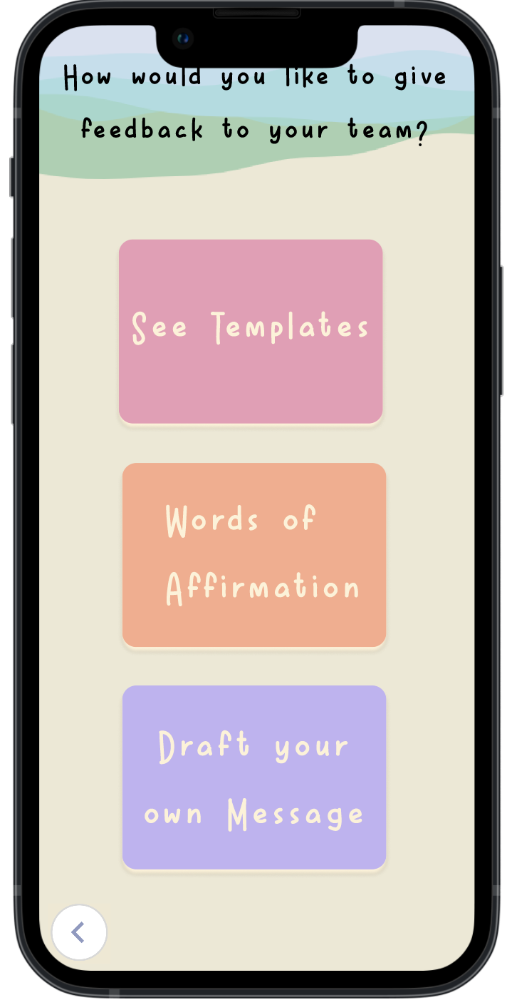 How would you like to give
feedback to your team?
See Templates
Words of
Affirmation
Draft your
own Message